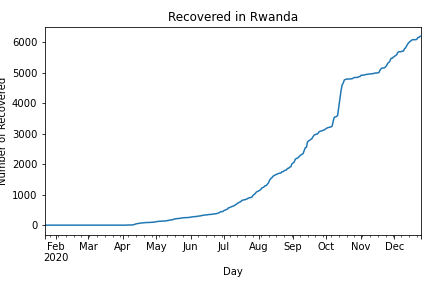 Recovered in Rwanda
Number of Recovered
6000
5000
4000
3000
2000
1000
0
Feb Mar Apr May Jun Jul Aug Sep Oct Nov Dec
2020
Day